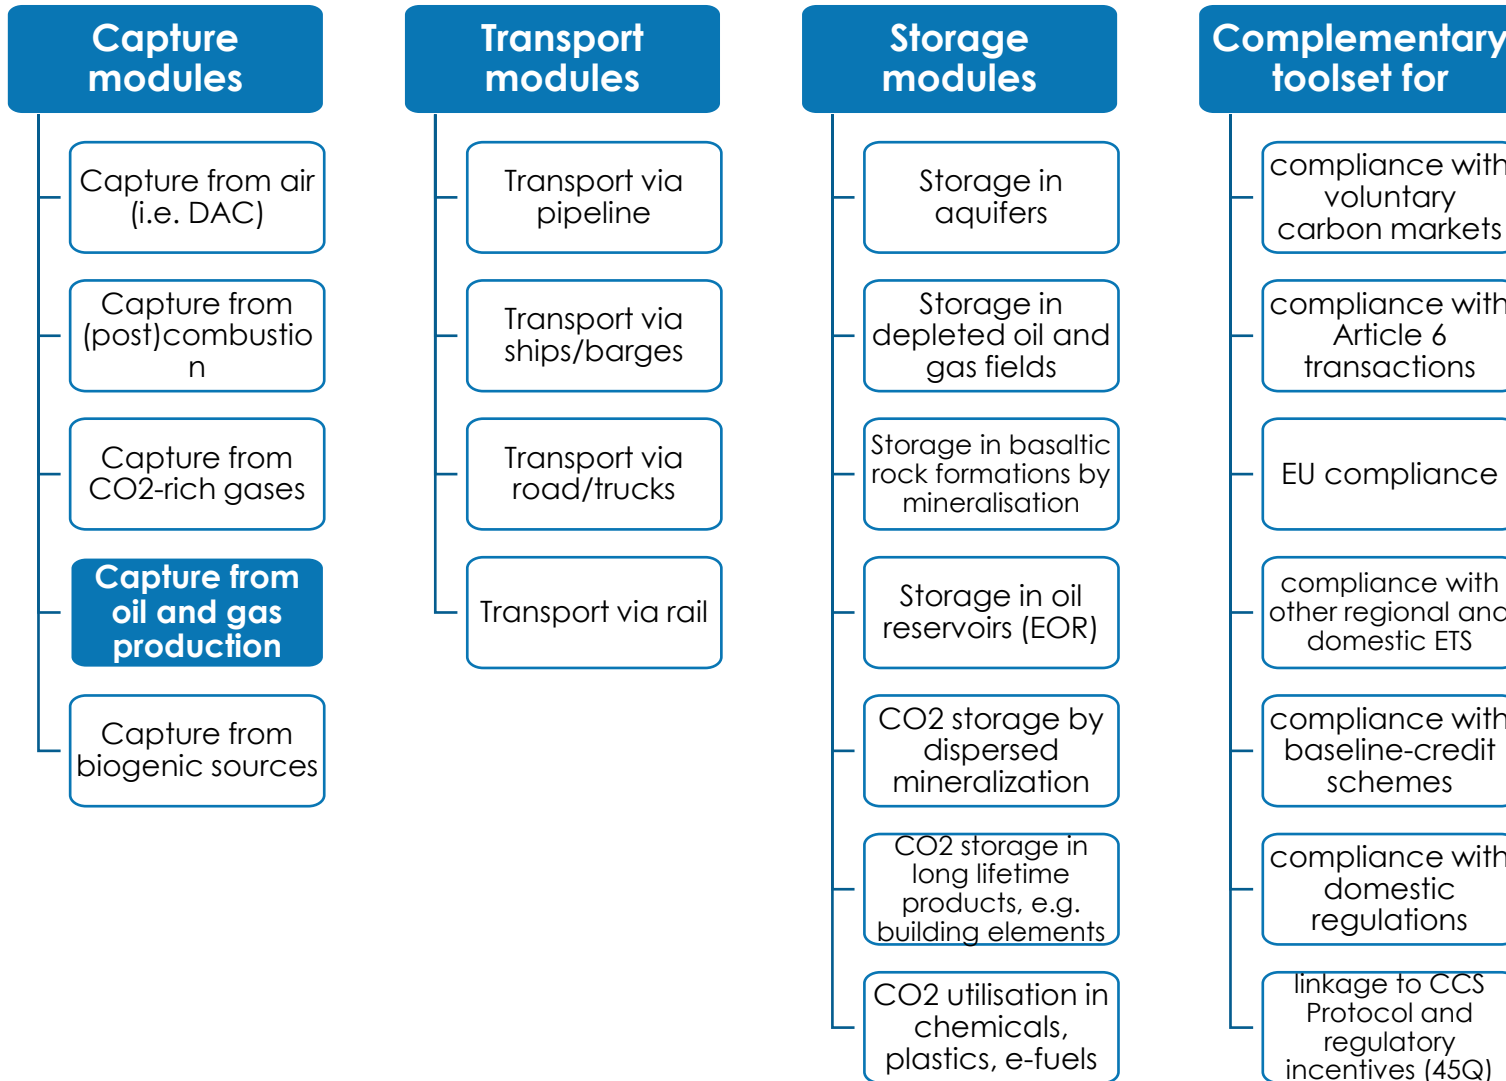 Capture
modules
Capture from air
(i.e. DAC)
Capture from
(post)combustio
n
Capture from
CO2-rich gases
Capture from
oil and gas
production
Capture from
biogenic sources
Transport
modules
Transport via
pipeline
Transport via
ships/barges
Transport via
road/trucks
Transport via rail
Storage
modules
Storage in
aquifers
Storage in
depleted oil and
gas fields
Storage in basaltic
rock formations by
mineralisation
Storage in oil
reservoirs (EOR)
CO2 storage by
dispersed
mineralization
CO2 storage in
long lifetime
products, e.g.
building elements
CO2 utilisation in
chemicals,
plastics, e-fuels
Complementary
toolset for
compliance with
voluntary
carbon markets
compliance with
Article 6
transactions
EU compliance
compliance with
other regional and
domestic ETS
compliance with
baseline-credit
schemes
compliance with
domestic
regulations
linkage to CCS
Protocol and
regulatory
incentives (45Q)